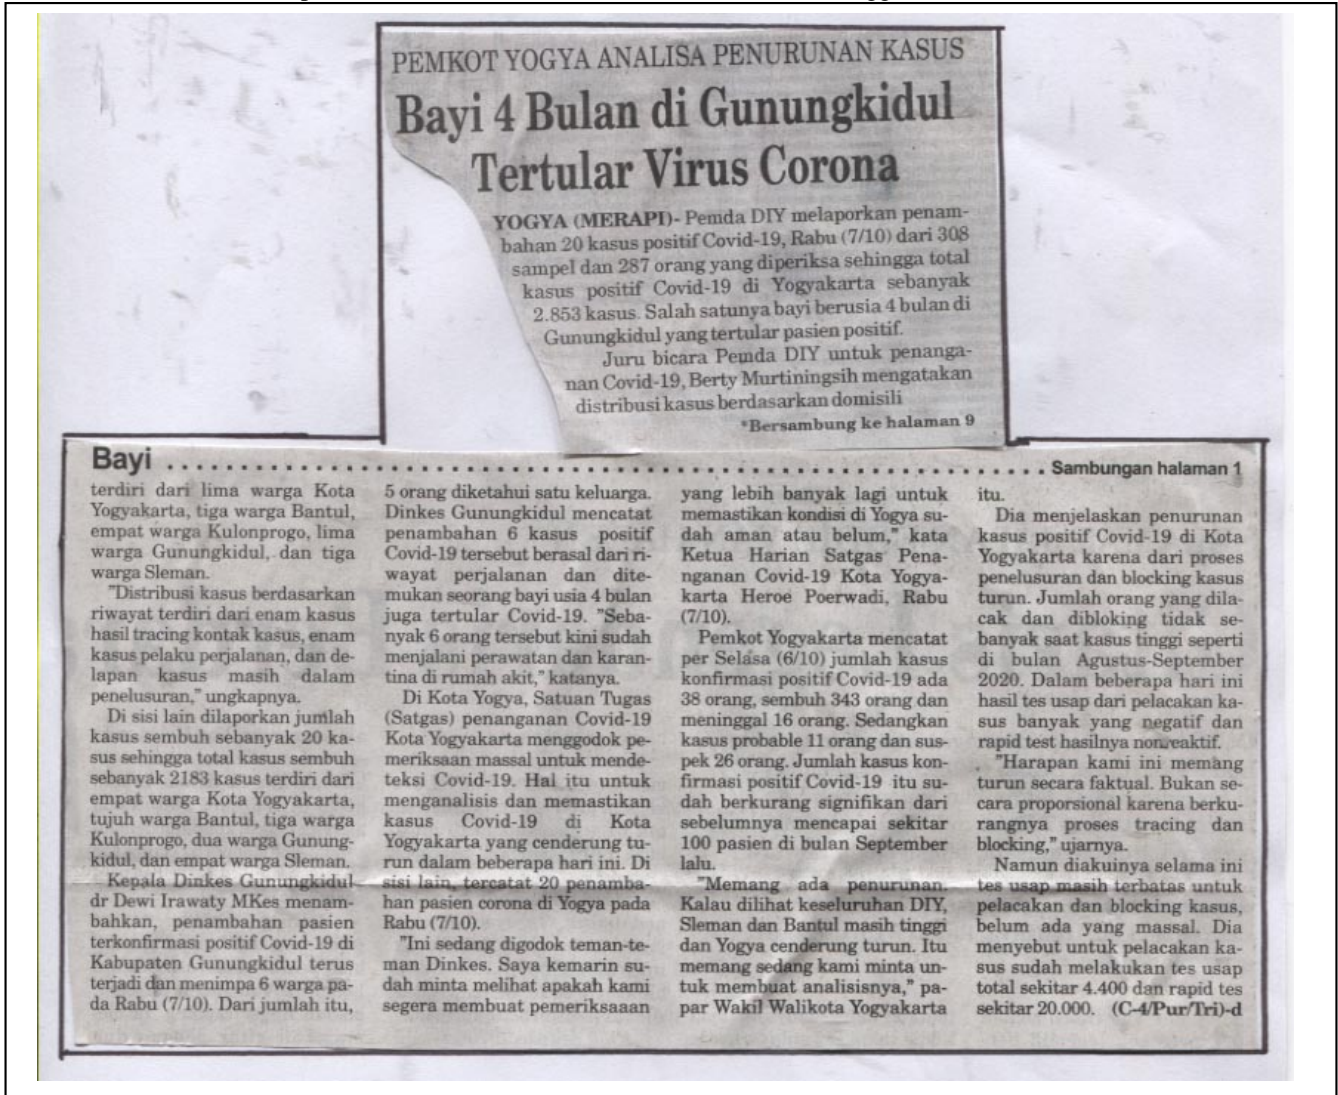 PEMKOT YOGYA ANALISA PENURUNAN KASUS
Bayi 4 Bulan di Gunungkidul
Tertular Virus Corona
YOGYA (MERAPI)- Pemda DIY melaporkan penam-
bahan 20 kasus positif Covid-19, Rabu (7/10) dari 308
sampel dan 287 orang yang diperiksa sehingga total
kasus positif Covid-19 di Yogyakarta sebanyak
2.853 kasus. Salah satunya bayi berusia 4 bulan di
Gunungkidul yang tertular pasien positif.
Juru bicara Pemda DIY untuk penanga-
nan Covid-19, Berty Murtiningsih mengatakan
distribusi kasus berdasarkan domisili
*Bersambung ke halaman 9
Bayi ........................................................ Sambungan halaman 1
terdiri dari lima warga Kota
Yogyakarta, tiga warga Bantul,
empat warga Kulonprogo, lima
warga Gunungkidul, dan tiga
warga Sleman.
"Distribusi kasus berdasarkan
riwayat terdiri dari enam kasus
hasil tracing kontak kasus, enam
kasus pelaku perjalanan, dan de-
lapan kasus masih dalam
penelusuran," ungkapnya.
Di sisi lain dilaporkan jumlah
kasus sembuh sebanyak 20 ka-
sus sehingga total kasus sembuh
sebanyak 2183 kasus terdiri dari
empat warga Kota Yogyakarta,
tujuh warga Bantul, tiga warga
Kulonprogo, dua warga Gunung-
kidul, dan empat warga Sleman.
Kepala Dinkes Gunungkidul
dr Dewi Irawaty MKes menam-
bahkan, penambahan pasien
terkonfirmasi positif Covid-19 di
Kabupaten Gunungkidul terus
terjadi dan menimpa 6 warga pa-
da Rabu (7/10). Dari jumlah itu,
5 orang diketahui satu keluarga.
Dinkes Gunungkidul mencatat
penambahan 6 kasus positif
Covid-19 tersebut berasal dari ri-
wayat perjalanan dan dite-
mukan seorang bayi usia 4 bulan
juga tertular Covid-19. "Seba-
nyak 6 orang tersebut kini sudah
menjalani perawatan dan karan-
tina di rumah akit," katanya.
Di Kota Yogya, Satuan Tugas
(Satgas) penanganan Covid-19
Kota Yogyakarta menggodok pe-
meriksaan massal untuk mende-
teksi Covid-19. Hal itu untuk
menganalisis dan memastikan
kasus Covid-19 di Kota
Yogyakarta yang cenderung tu-
run dalam beberapa hari ini. Di
sisi lain, tercatat 20 penamba-
han pasien corona di Yogya pada
Rabu (7/10).
"Ini sedang digodok teman-te-
man Dinkes. Saya kemarin su-
dah minta melihat apakah kami
segera membuat pemeriksaaan
yang lebih banyak lagi untuk
memastikan kondisi di Yogya su-
dah aman atau belum," kata
Ketua Harian Satgas Pena-
nganan Covid-19 Kota Yogya-
karta Heroe Poerwadi, Rabu
(7/10).
Pemkot Yogyakarta mencatat
per Selasa (6/10) jumlah kasus
konfirmasi positif Covid-19 ada
38 orang, sembuh 343 orang dan
meninggal 16 orang. Sedangkan
kasus probable 11 orang dan sus-
pek 26 orang. Jumlah kasus kon-
firmasi positif Covid-19 itu su-
dah berkurang signifikan dari
sebelumnya mencapai sekitar
100 pasien di bulan September
lalu.
"Memang ada penurunan.
Kalau dilihat keseluruhan DIY,
Sleman dan Bantul masih tinggi
dan Yogya cenderung turun. Itu
memang sedang kami minta un-
tuk membuat analisisnya," pa-
par Wakil Walikota Yogyakarta
itu.
Dia menjelaskan penurunan
kasus positif Covid-19 di Kota
Yogyakarta karena dari proses
penelusuran dan blocking kasus
turun. Jumlah orang yang dila-
cak dan dibloking tidak se-
banyak saat kasus tinggi seperti
di bulan Agustus-September
2020. Dalam beberapa hari ini
hasil tes usap dari pelacakan ka-
sus banyak yang negatif dan
rapid test hasilnya nonreaktif.
"Harapan kami ini memang
turun secara faktual. Bukan se-
cara proporsional karena berku-
rangnya proses tracing dan
blocking," ujarnya.
Namun diakuinya selama ini
tes usap masih terbatas untuk
pelacakan dan blocking kasus,
belum ada yang massal. Dia
menyebut untuk pelacakan ka-
sus sudah melakukan tes usap
total sekitar 4.400 dan rapid tes
sekitar 20.000. (C-4/Pur/Tri)-d